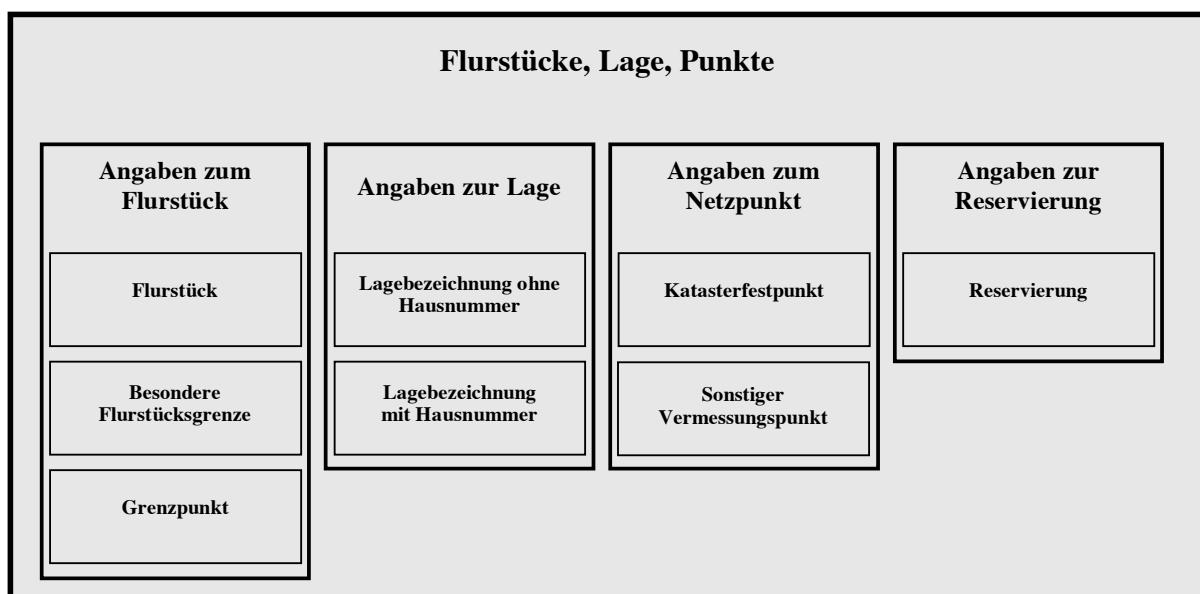 Flurstücke, Lage, Punkte
Angaben zum
Flurstück
Flurstück
Besondere
Flurstücksgrenze
Grenzpunkt
Angaben zur Lage
Lagebezeichnung ohne
Hausnummer
Lagebezeichnung
mit Hausnummer
Angaben zum
Netzpunkt
Katasterfestpunkt
Sonstiger
Vermessungspunkt
Angaben zur
Reservierung
Reservierung